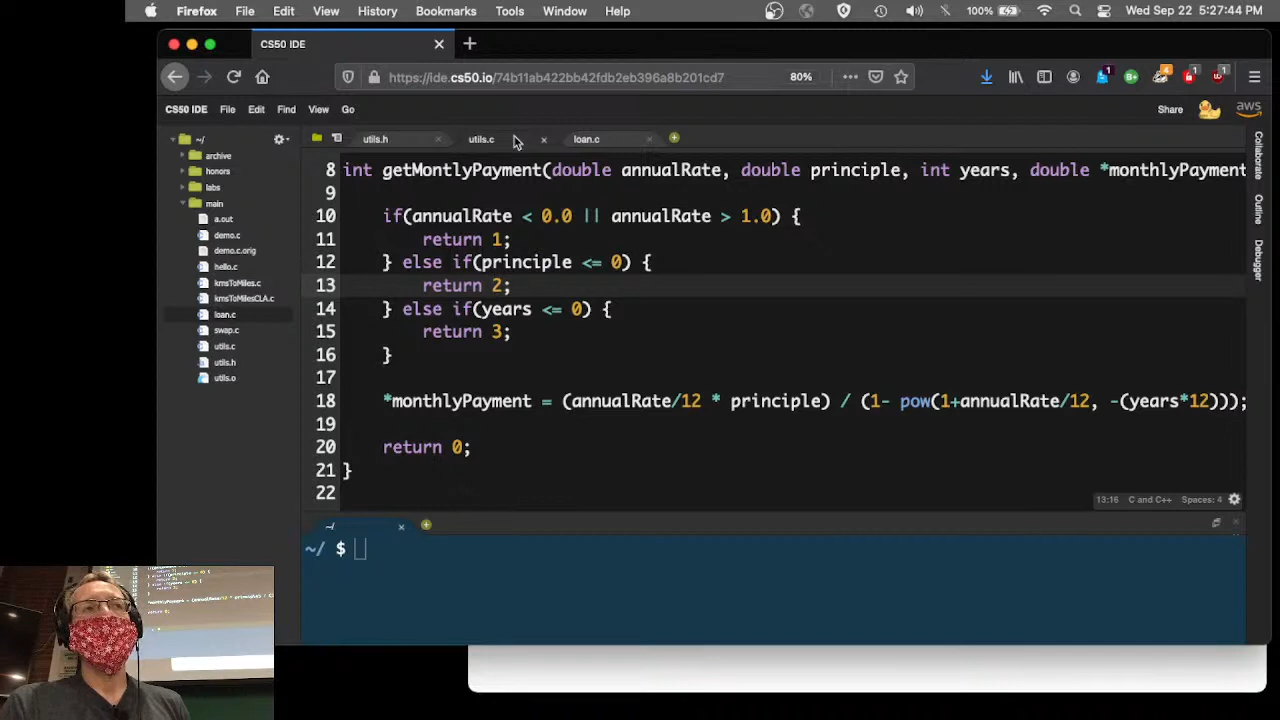 Firefox File Edit View History Bookmarks Tools Window Help 100% Wed Sep 22 5:27:44 PM
CS50 IDE
https://ide.cs50.io/74b11ab422bb42fdb2eb396a8b201cd7 80%
CS50 IDE File Edit Find View Go Share aws
~/
archive
honors
labs
main
a.out
demo.c
demo.c.orig
hello.c
kmsToMiles.c
kmsToMilesCLA.c
loan.c
swap.c
utils.c
utils.h
utils.o
utils.h utils.c loan.c
8 int getMontlyPayment(double annualRate, double principle, int years, double *monthlyPayment
9
10 if(annualRate < 0.0 || annualRate > 1.0) {
11 return 1;
12 } else if(principle <= 0) {
13 return 2;
14 } else if(years <= 0) {
15 return 3;
16 }
17
18 *monthlyPayment = (annualRate/12 * principle) / (1- pow(1+annualRate/12, -(years*12)));
19
20 return 0;
21 }
22
13:16 C and C++ Spaces: 4
Collaborate
Outline
Debugger
~/
~/ $